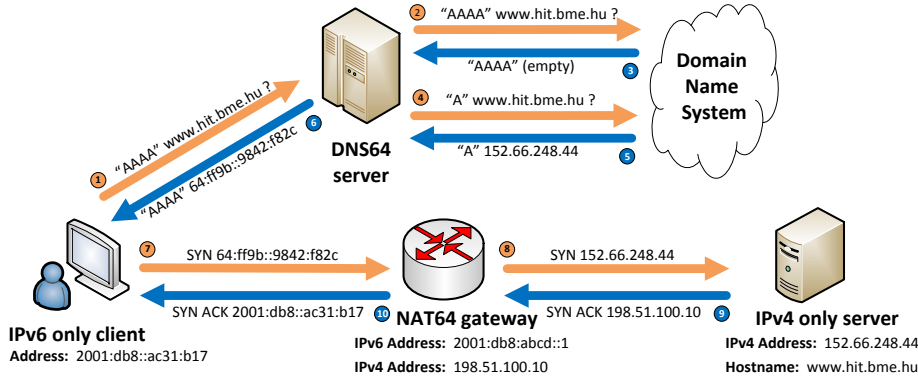 2
"AAAA" www.hit.bme.hu ?
"AAAA" (empty)
3
Domain
Name
System
4
"A" www.hit.bme.hu ?
"A" 152.66.248.44
5
DNS64
server
1
"AAAA" www.hit.bme.hu ?
6
"AAAA" 64:ff9b::9842:f82c
7
SYN 64:ff9b::9842:f82c
8
SYN 152.66.248.44
SYN ACK 2001:db8::ac31:b17
10
SYN ACK 198.51.100.10
9
IPv6 only client
Address: 2001:db8::ac31:b17
NAT64 gateway
IPv6 Address: 2001:db8:abcd::1
IPv4 Address: 198.51.100.10
IPv4 only server
IPv4 Address: 152.66.248.44
Hostname: www.hit.bme.hu